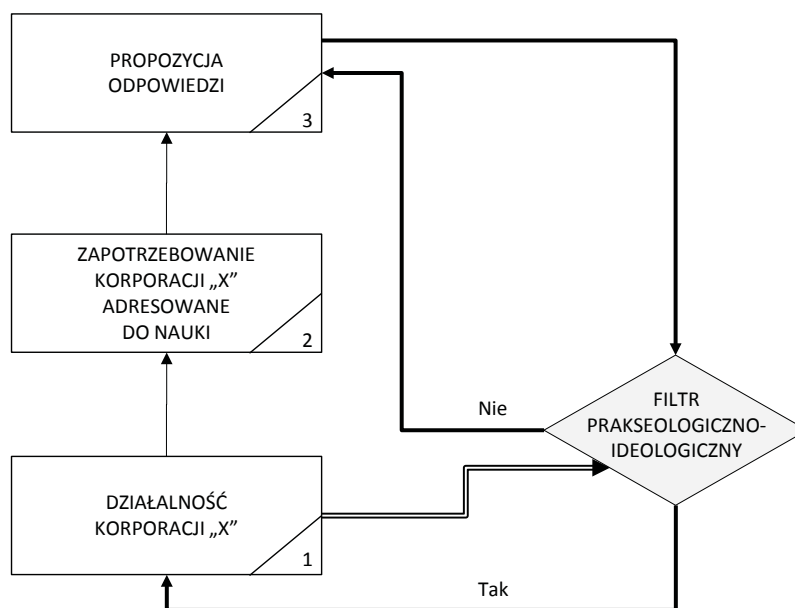 PROPOZYCJA
ODPOWIEDZI
3
ZAPOTRZEBOWANIE
KORPORACJI „X”
ADRESOWANE
DO NAUKI
2
Nie
FILTR
PRAKSEOLOGICZNO-
IDEOLOGICZNY
DZIAŁALNOŚĆ
KORPORACJI „X”
1
Tak